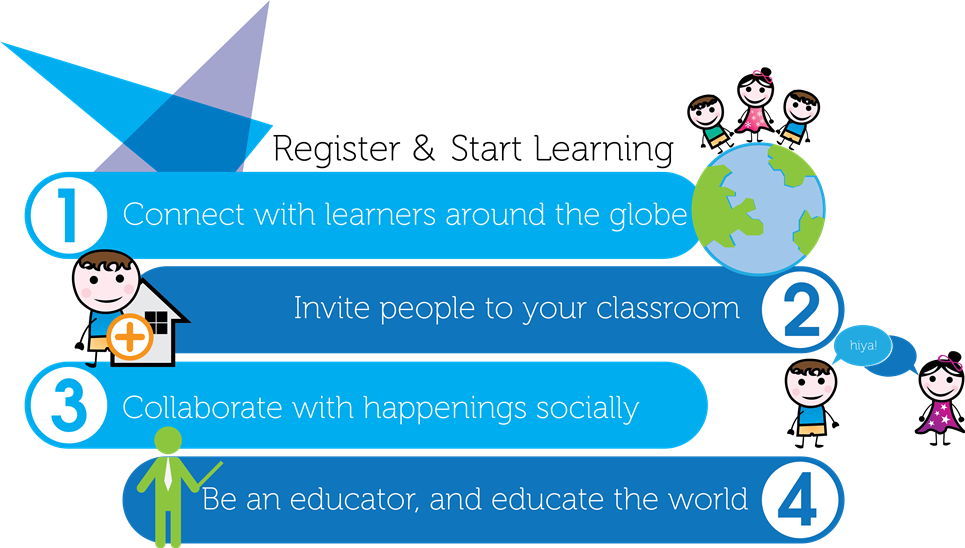 Register & Start Learning
1
Connect with learners around the globe
Invite people to your classroom
2
hiya!
3
Collaborate with happenings socially
Be an educator, and educate the world
4